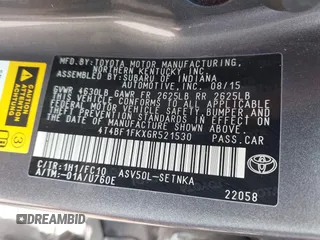 ASSEMBLED BY: TOYOTA MOTOR MANUFACTURING,
NORTHERN KENTUCKY, INC
BY: SUBARU OF INDIANA
AUTOMOTIVE, INC. 08/15
GVWR 4630LB GAWR FR 2625LB RR 2625LB
THIS VEHICLE CONFORMS TO ALL APPLICABLE
FEDERAL MOTOR VEHICLE SAFETY, BUMPER AND
THEFT PREVENTION STANDARDS IN EFFECT ON
THE DATE OF MANUFACTURE SHOWN ABOVE.
4T4BF1FKXGR521530 PASS.CAR
C/TR:1H1/FC10 ASV50L-SETNKA
A/TM:-01A/U760E
TOYOTA
22058
ACHTUNG
DREAMBID.COM